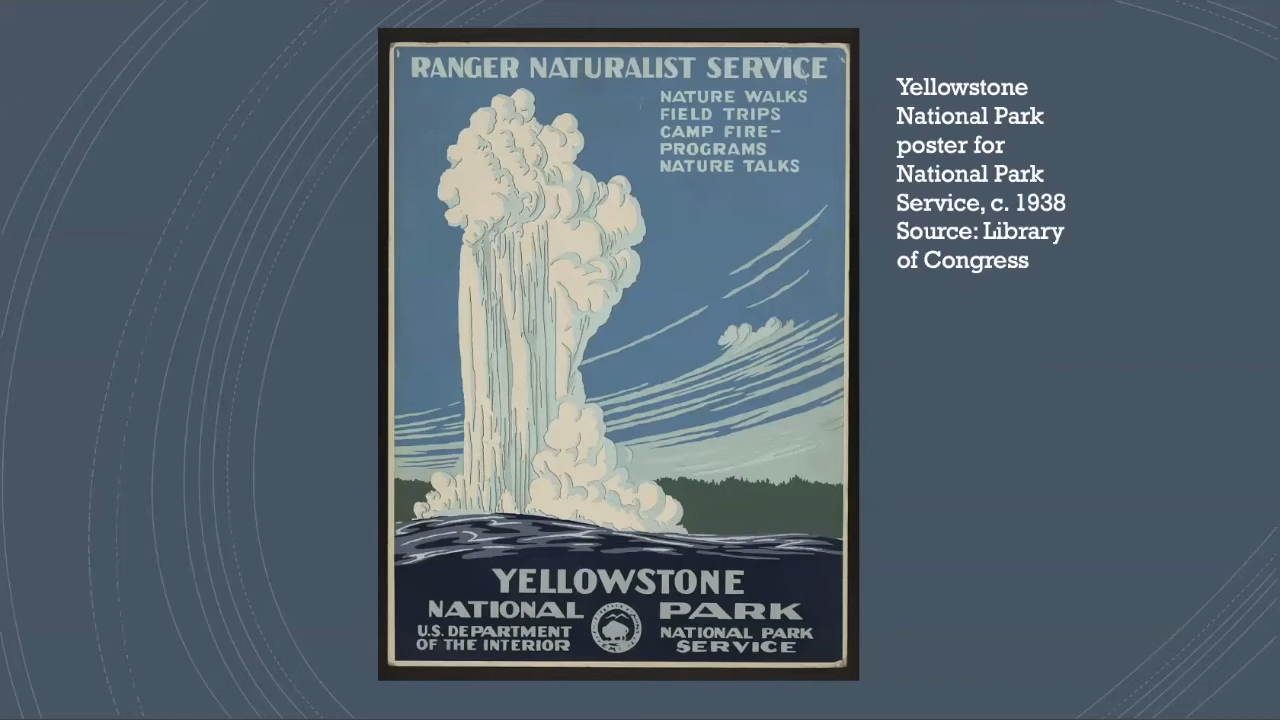 RANGER NATURALIST SERVICE
NATURE WALKS
FIELD TRIPS
CAMP FIRE-
PROGRAMS
NATURE TALKS
YELLOWSTONE
NATIONAL PARK
U.S. DEPARTMENT
OF THE INTERIOR
NATIONAL PARK
SERVICE
Yellowstone
National Park
poster for
National Park
Service, c. 1938
Source: Library
of Congress